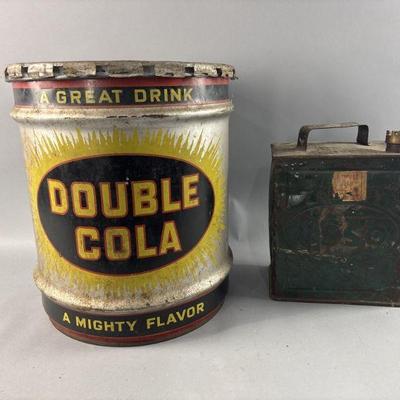 A GREAT DRINK
DOUBLE
COLA
A MIGHTY FLAVOR